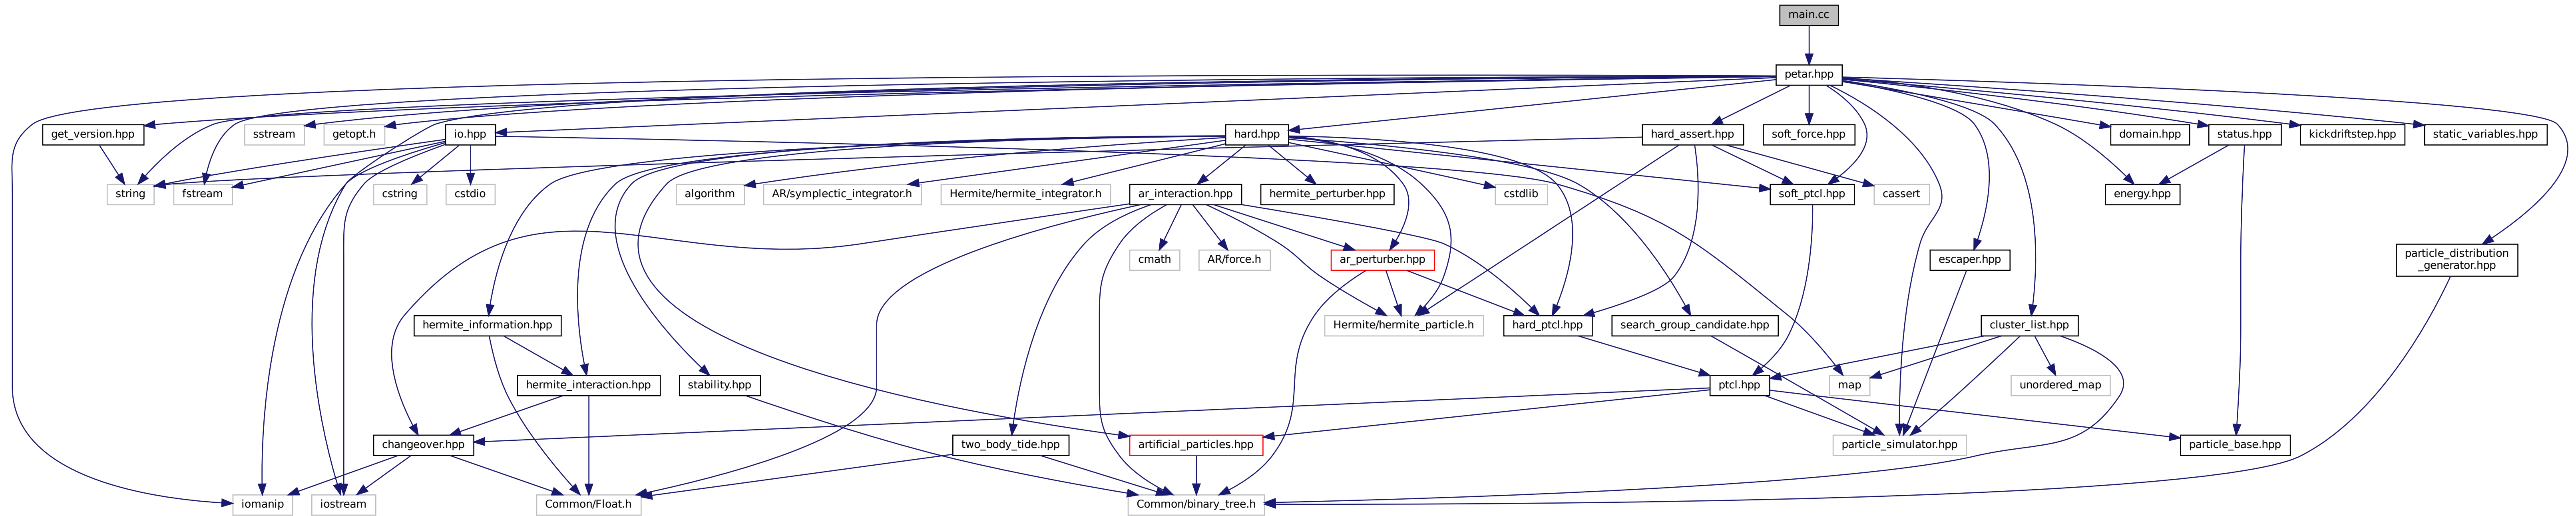 main.cc
petar.hpp
get_version.hpp
sstream
getopt.h
io.hpp
hard.hpp
hard_assert.hpp
soft_force.hpp
domain.hpp
status.hpp
kickdriftstep.hpp
static_variables.hpp
string
fstream
cstring
cstdio
algorithm
AR/symplectic_integrator.h
Hermite/hermite_integrator.h
ar_interaction.hpp
hermite_perturber.hpp
cstdlib
soft_ptcl.hpp
cassert
energy.hpp
cmath
AR/force.h
ar_perturber.hpp
escaper.hpp
particle_distribution
_generator.hpp
hermite_information.hpp
Hermite/hermite_particle.h
hard_ptcl.hpp
search_group_candidate.hpp
cluster_list.hpp
hermite_interaction.hpp
stability.hpp
ptcl.hpp
map
unordered_map
changeover.hpp
two_body_tide.hpp
artificial_particles.hpp
particle_simulator.hpp
particle_base.hpp
iomanip
iostream
Common/Float.h
Common/binary_tree.h